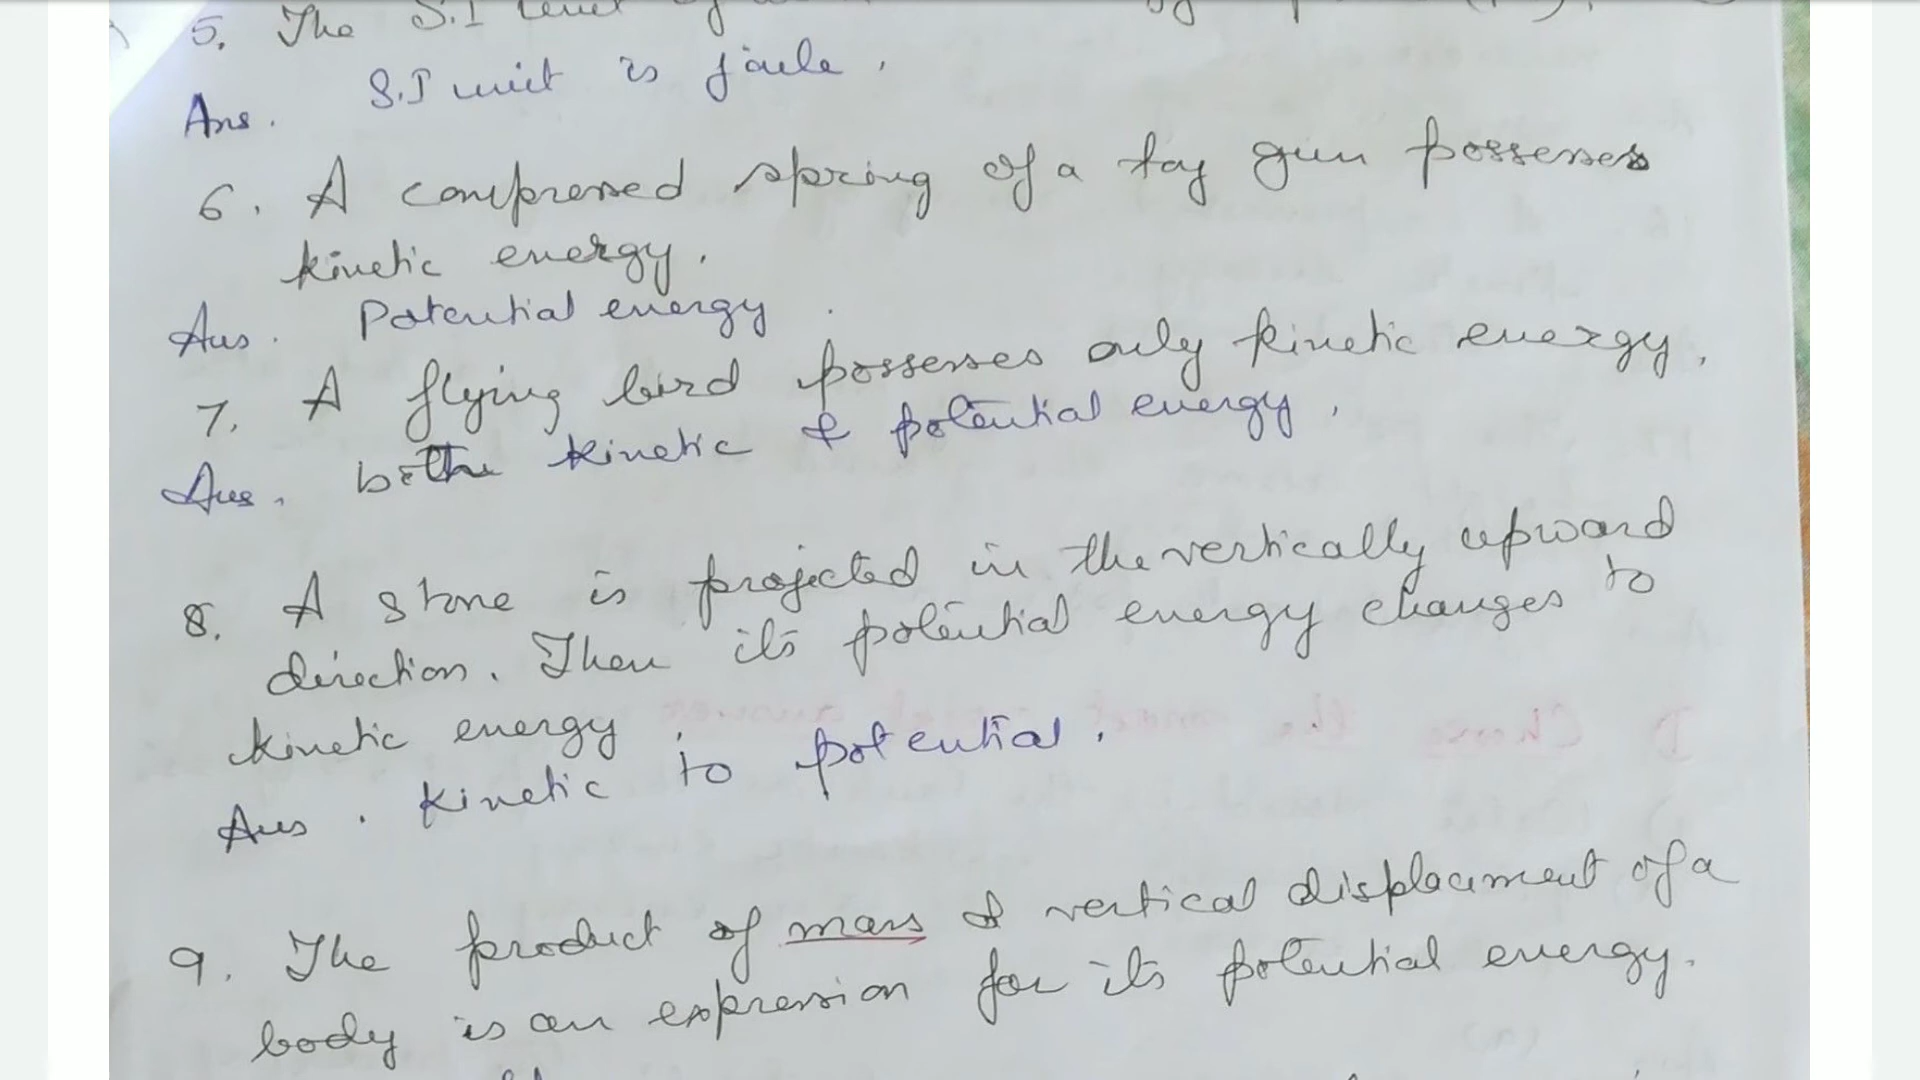 5. The S.I
Ans. S.I unit is joule.
6. A compressed spring of a toy gun possesses
kinetic energy.
Ans. Potential energy.
7. A flying bird possesses only kinetic energy.
Ans. both kinetic & potential energy.
8. A stone is projected in the vertically upward
direction. Then its potential energy changes to
kinetic energy.
Ans. Kinetic to potential.
9. The product of mass & vertical displacement of a
body is an expression for its potential energy.